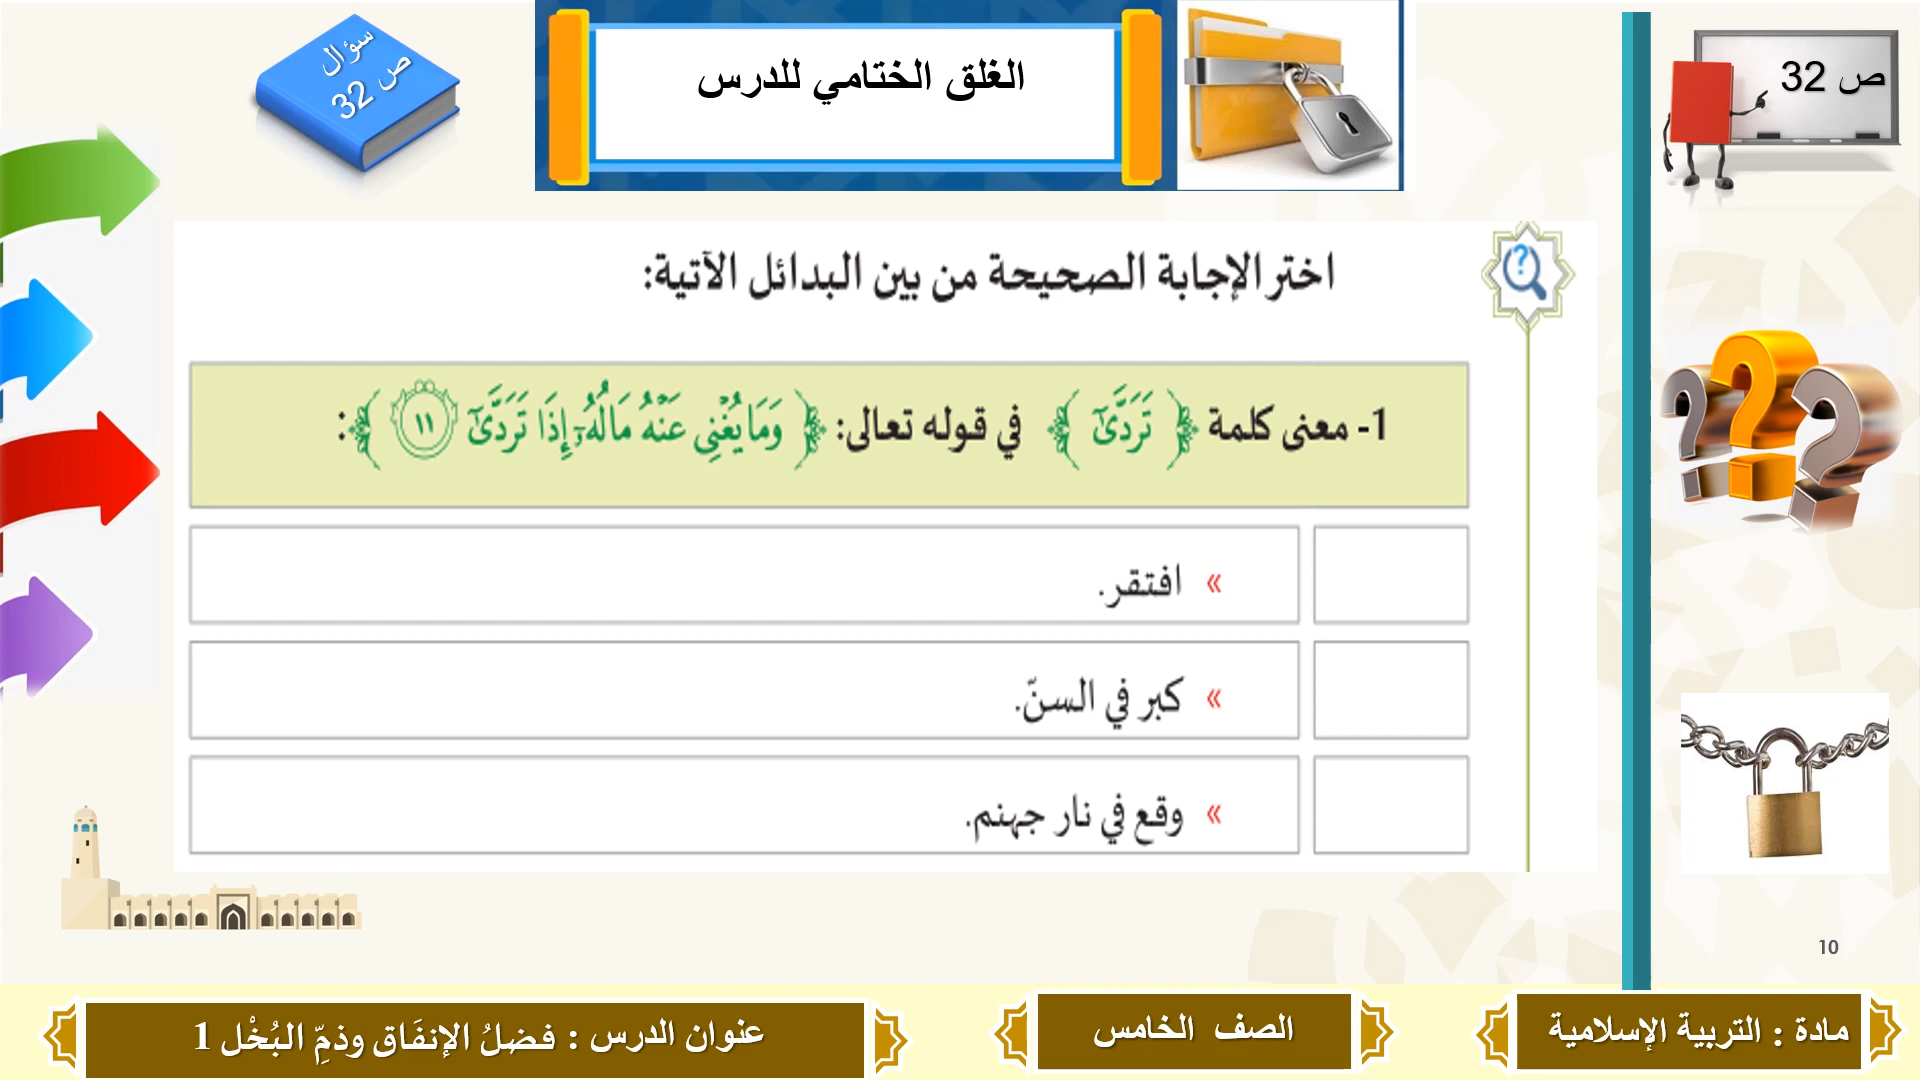 سؤال
ص 32
الغلق الختامي للدرس
ص 32
اختر الإجابة الصحيحة من بين البدائل الآتية:
1- معنى كلمة ﴿ تَرَدَّىٰٓ ﴾ في قوله تعالى: ﴿ وَمَا يُغْنِي عَنْهُ مَالُهُۥٓ إِذَا تَرَدَّىٰٓ ١١ ﴾:
» افتقر.
» كبر في السنّ.
» وقع في نار جهنم.
10
مادة : التربية الإسلامية
الصف الخامس
عنوان الدرس : فضلُ الإنفَاق وذمِّ البُخْل 1